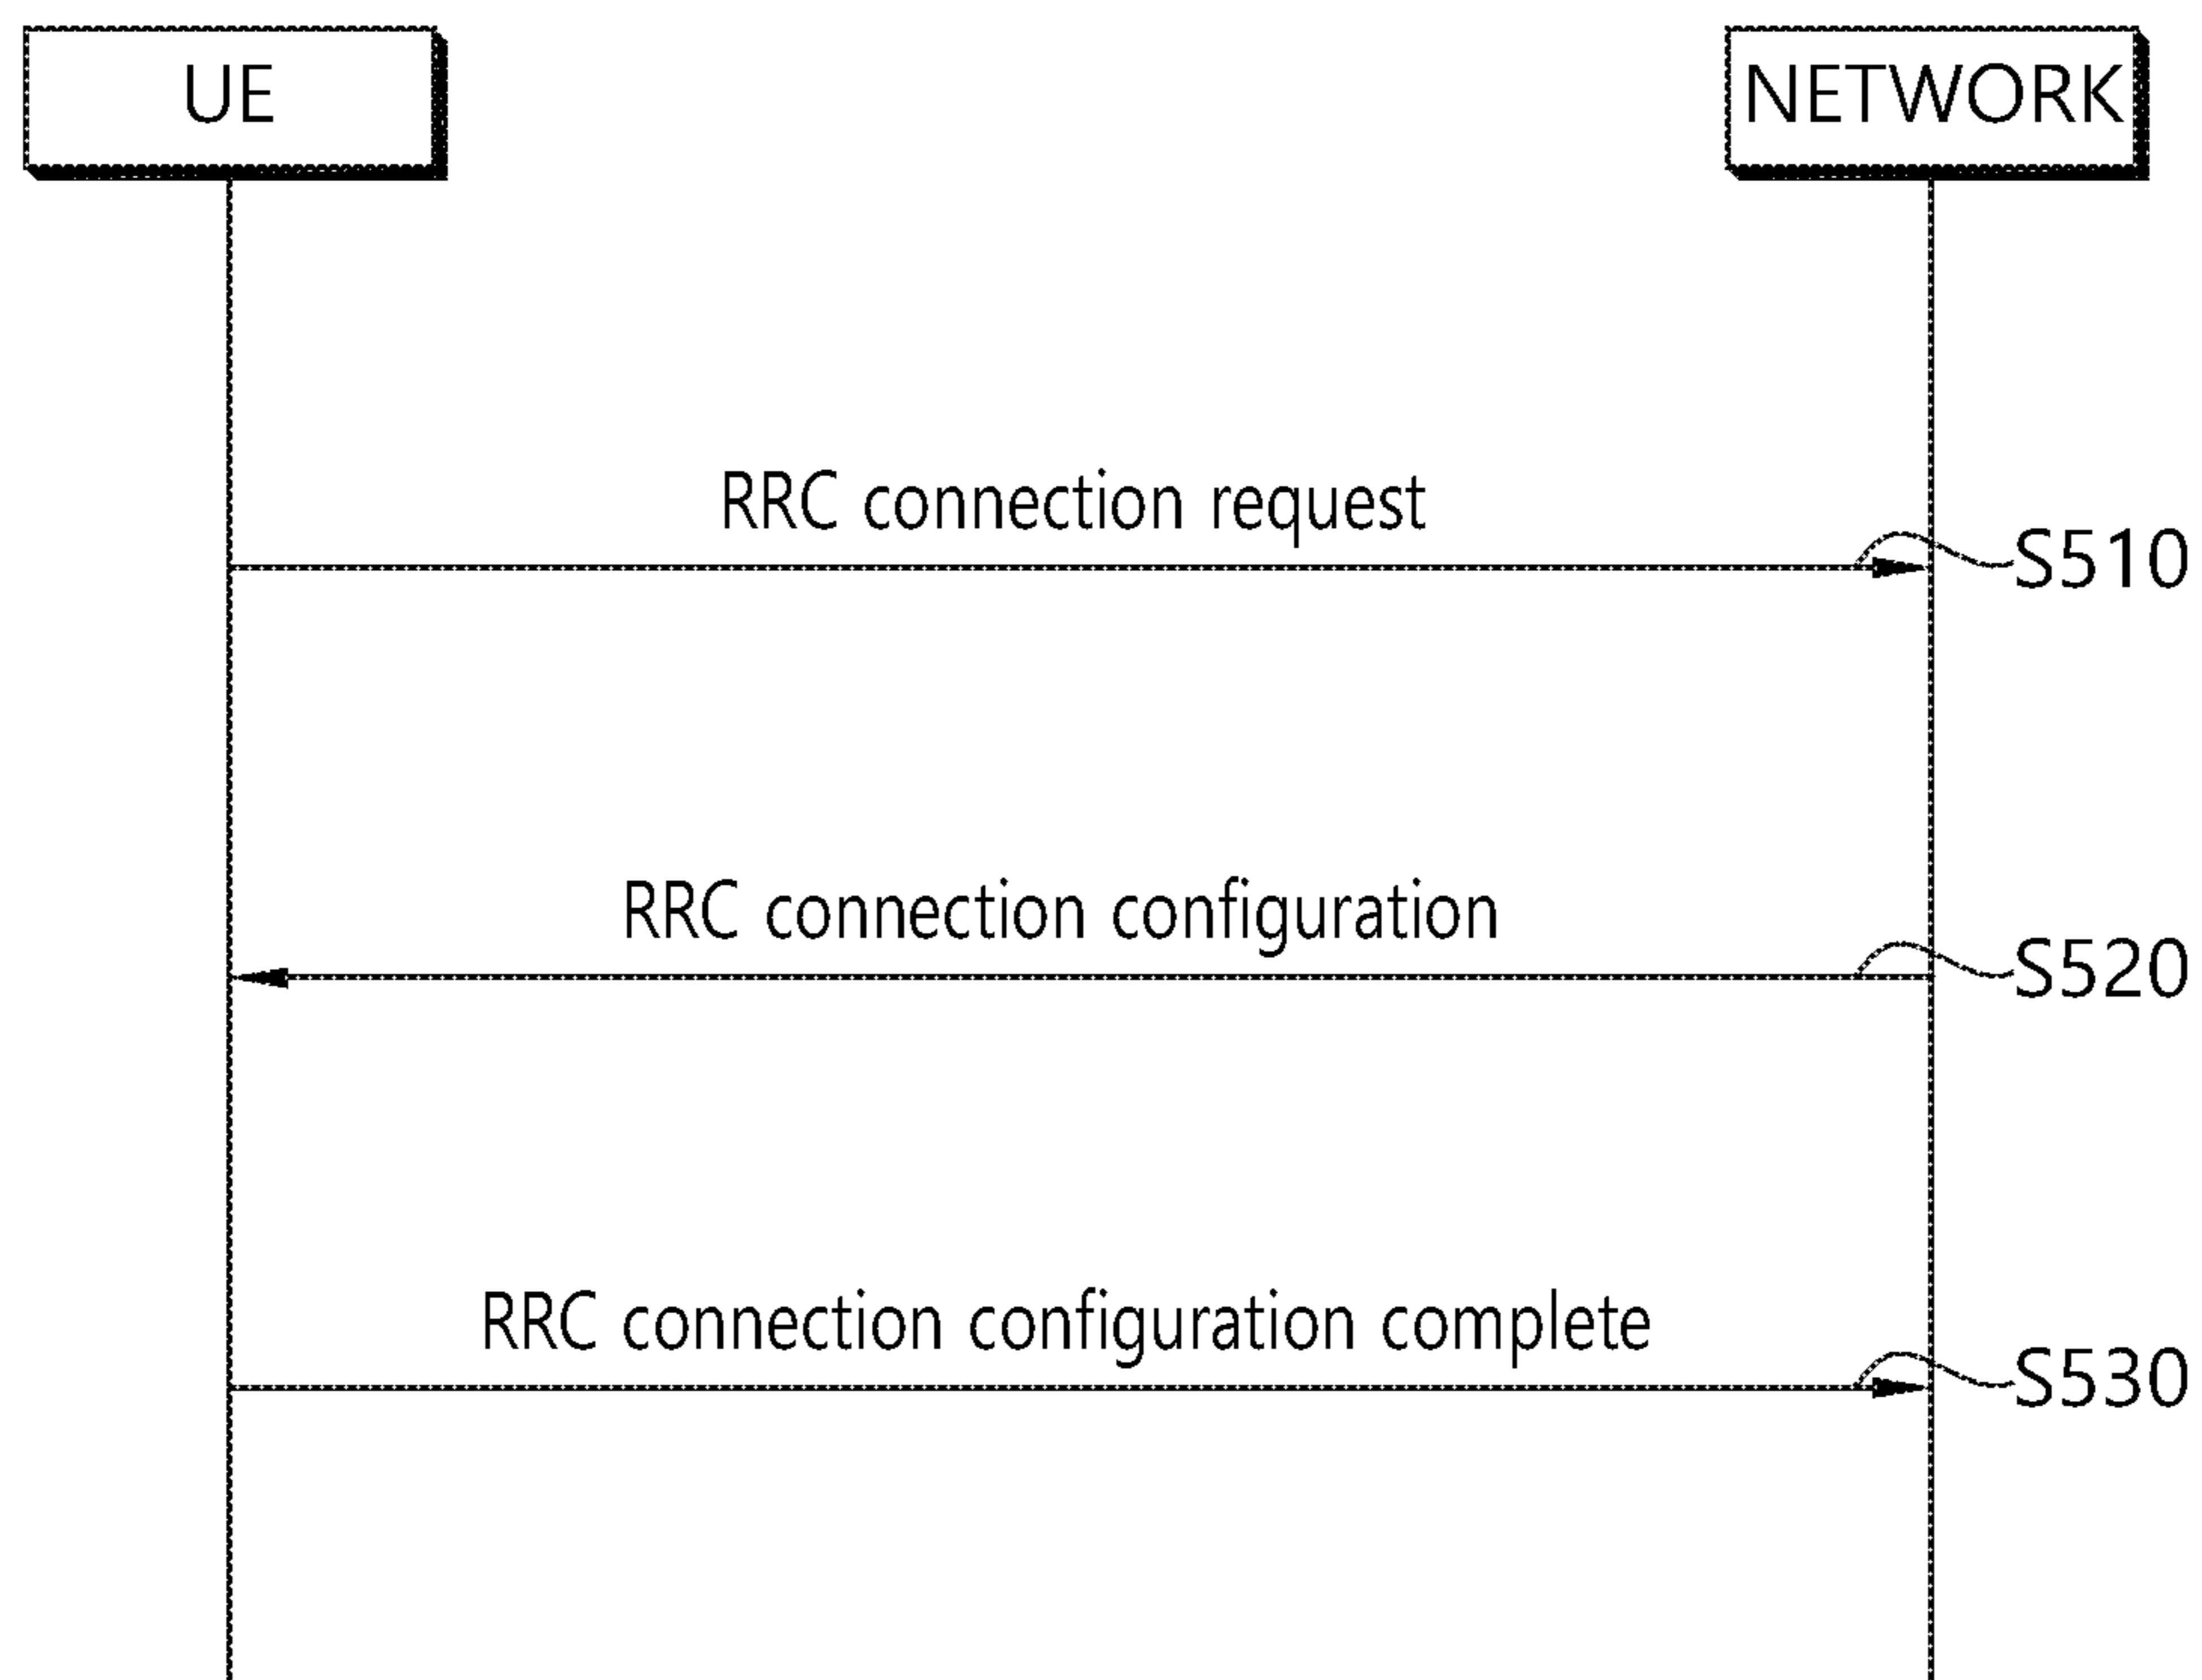 UE
NETWORK
RRC connection request
S510
RRC connection configuration
S520
RRC connection configuration complete
S530